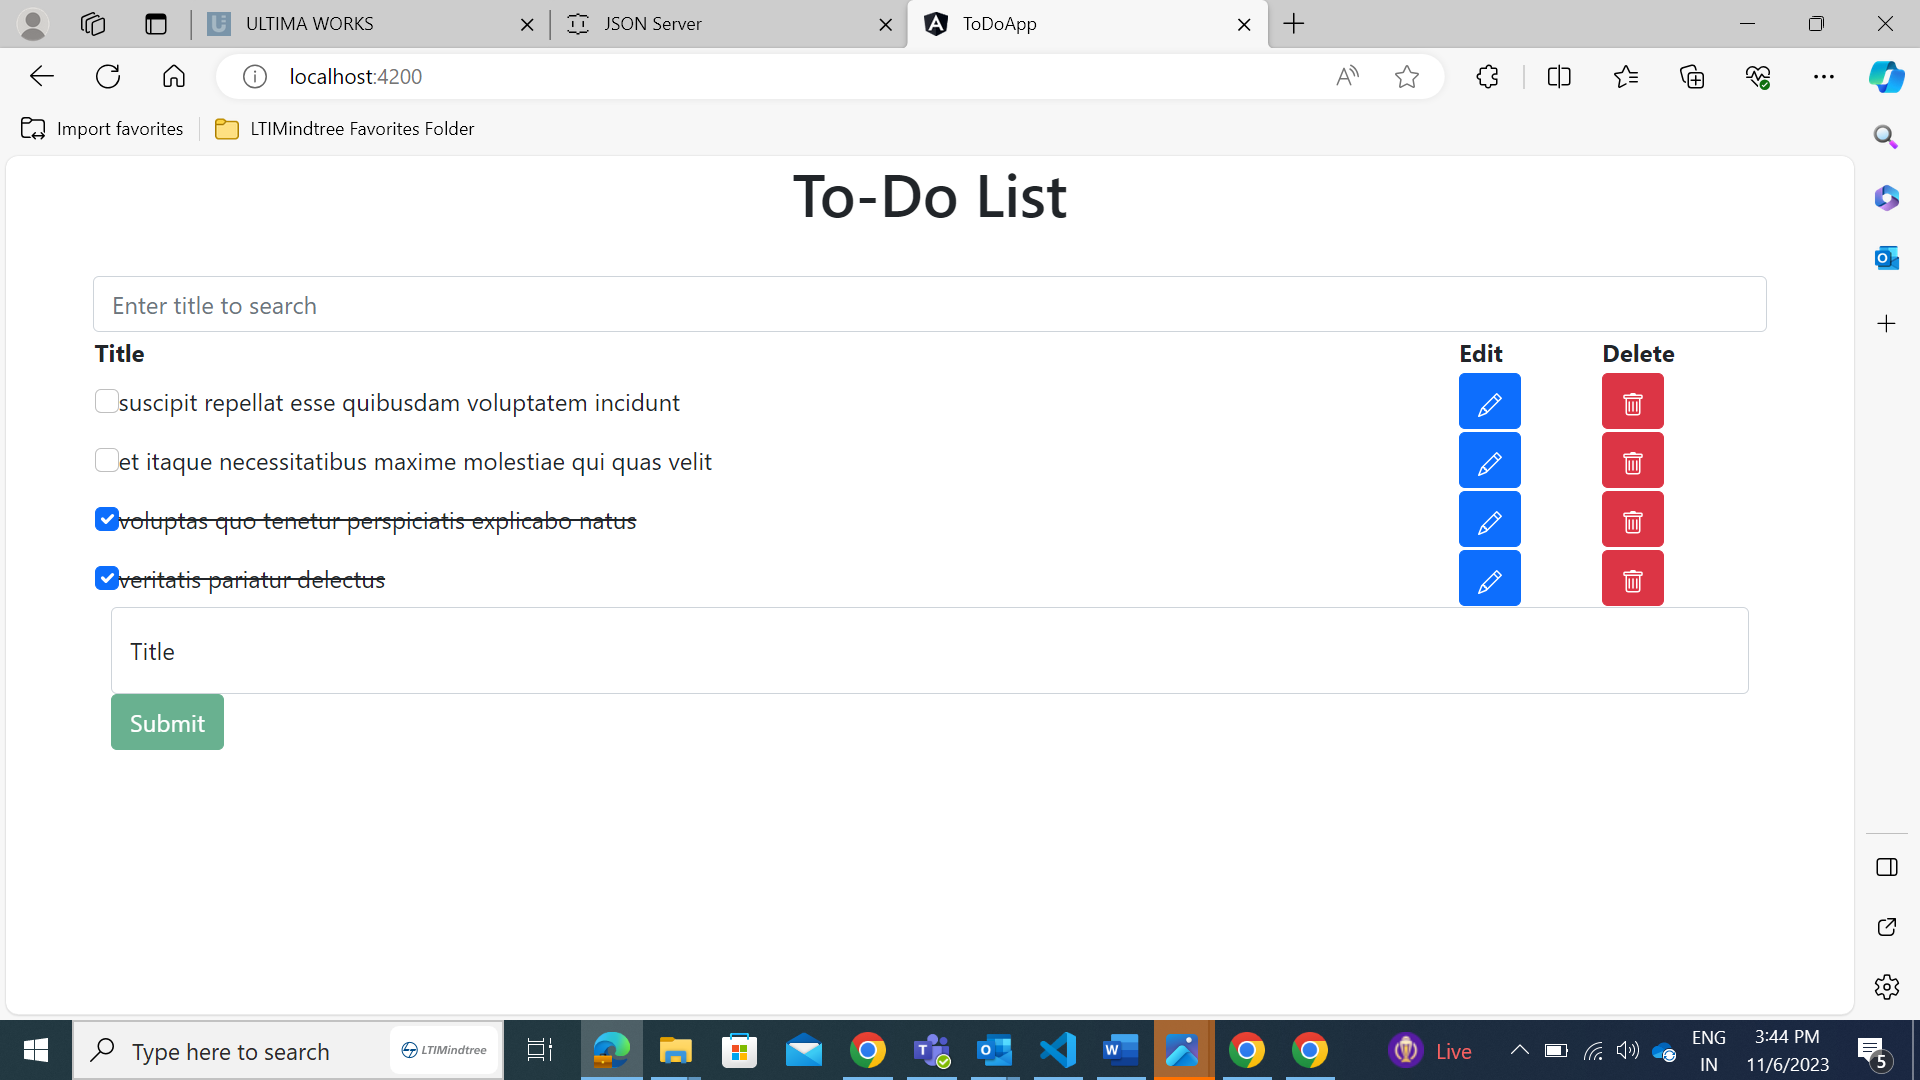 ULTIMA WORKS
JSON Server
ToDoApp
localhost:4200
Import favorites
LTIMindtree Favorites Folder
To-Do List
Enter title to search
Title Edit Delete
suscipit repellat esse quibusdam voluptatem incidunt
et itaque necessitatibus maxime molestiae qui quas velit
voluptas quo tenetur perspiciatis explicabo natus
veritatis pariatur delectus
Title
Submit
Type here to search
LTIMindtree
Live
ENG
IN
3:44 PM
11/6/2023
5